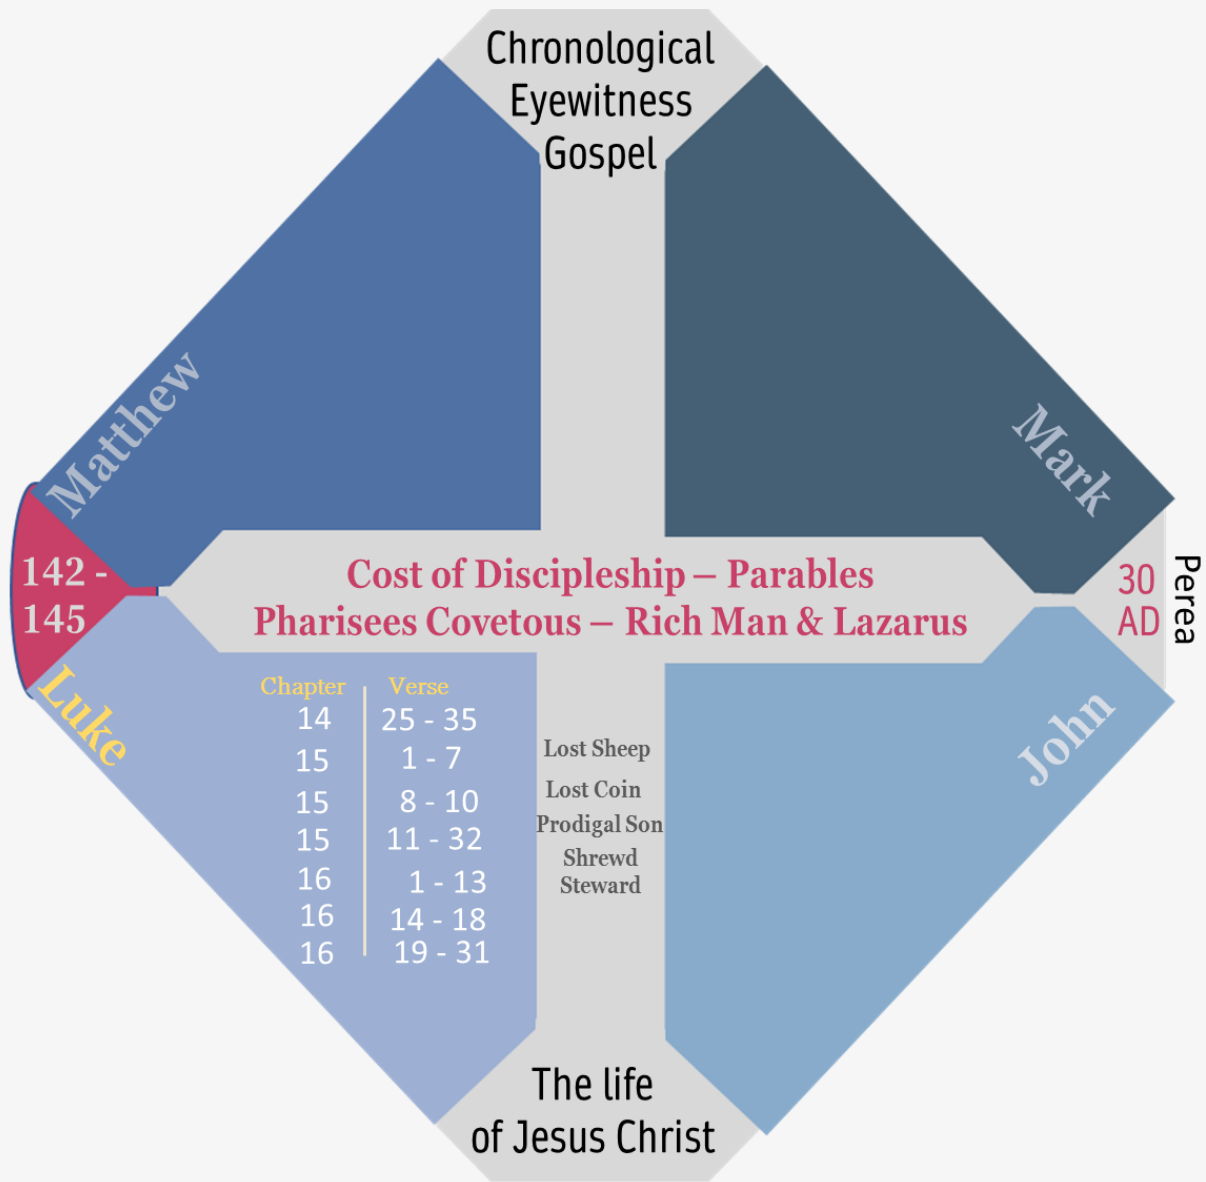 Chronological
Eyewitness
Gospel
Matthew
Mark
142 -
145
Cost of Discipleship – Parables
Pharisees Covetous – Rich Man & Lazarus
30
AD
Perea
Luke
John
Chapter Verse
14 25 - 35
15 1 - 7
15 8 - 10
15 11 - 32
16 1 - 13
16 14 - 18
16 19 - 31
Lost Sheep
Lost Coin
Prodigal Son
Shrewd
Steward
The life
of Jesus Christ